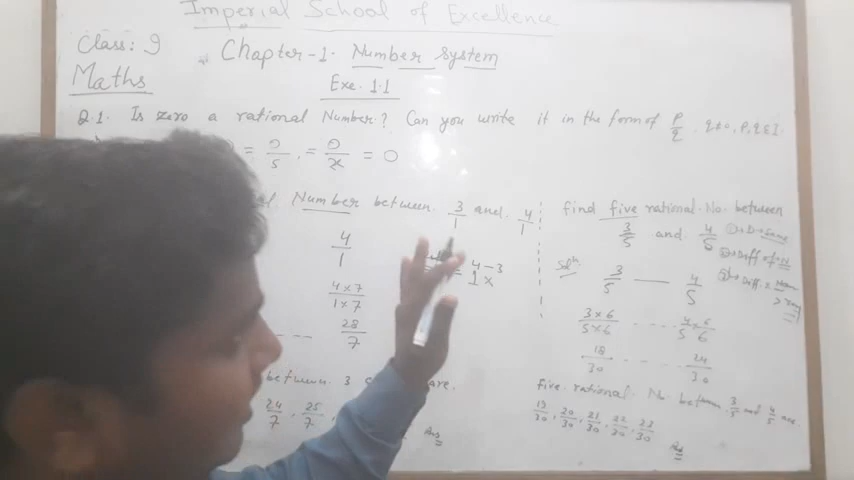 Imperial School of Excellence
Class: 9
Chapter-1. Number System
Maths
Exe. 1.1
Q.1. Is zero a rational Number? Can you write it in the form of P/q, q≠0, P,q∈I
= 0/5, = 0/x = 0
Number between 3/1 and 4/1
4/1
4-3
= 1 x
4×7/1×7
28/7
between 3 are.
24/7, 25/7,
Ans
find five rational No. between
3/5 and 4/5
Solⁿ 3/5 — 4/5
3×6/5×6 .... 4×6/5 6
18/30 .... 24/30
five rational No between 3/5 and 4/5 are
19/30, 20/30, 21/30, 22/30, 23/30
Ans